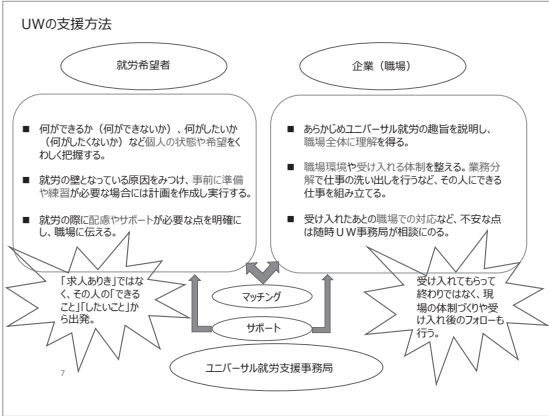 UWの支援方法
就労希望者
■ 何ができるか（何ができないか）、何がしたいか
（何がしたくないか）など個人の状態や希望をく
わしく把握する。
■ 就労の壁となっている原因をみつけ、事前に準備
や練習が必要な場合には計画を作成し実行する。
■ 就労の際に配慮やサポートが必要な点を明確に
し、職場に伝える。
「求人ありき」ではな
く、その人の「できる
こと」「したいこと」か
ら出発。
企業（職場）
■ あらかじめユニバーサル就労の趣旨を説明し、
職場全体に理解を得る。
■ 職場環境や受け入れる体制を整える。業務分
解で仕事の洗い出しを行うなど、その人にできる
仕事を組み立てる。
■ 受け入れたあとの職場での対応など、不安な点
は随時ＵＷ事務局が相談にのる。
受け入れてもらって
終わりではなく、現
場の体制づくりや受
け入れ後のフォローも
行う。
マッチング
サポート
ユニバーサル就労支援事務局
7